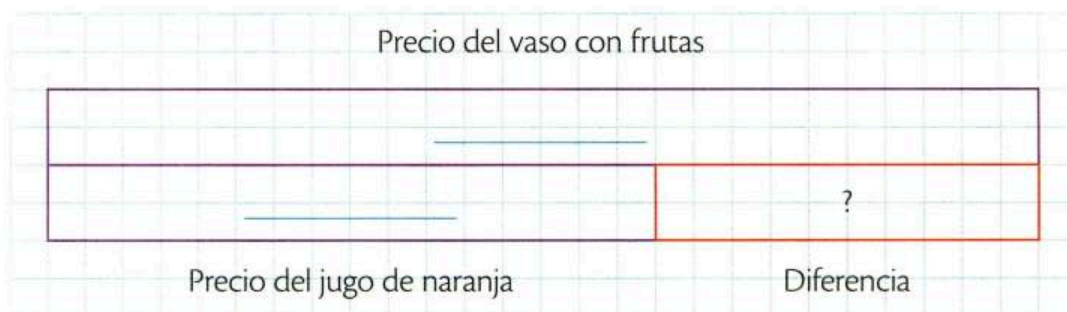 Precio del vaso con frutas
?
Precio del jugo de naranja Diferencia